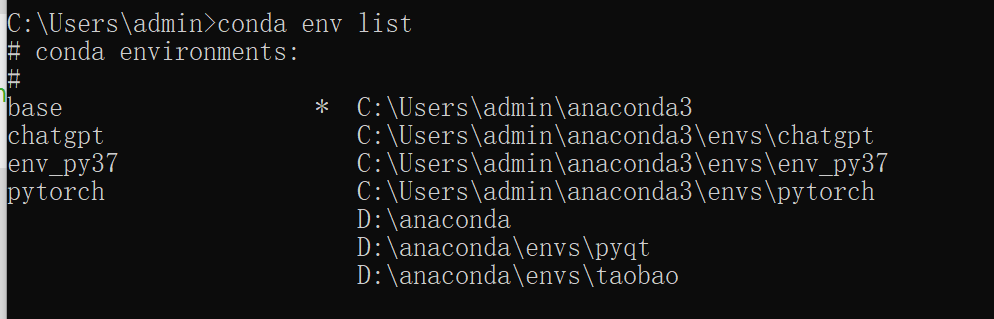 C:\Users\admin>conda env list
# conda environments:
#
base                  *  C:\Users\admin\anaconda3
chatgpt                  C:\Users\admin\anaconda3\envs\chatgpt
env_py37                 C:\Users\admin\anaconda3\envs\env_py37
pytorch                  C:\Users\admin\anaconda3\envs\pytorch
                         D:\anaconda
                         D:\anaconda\envs\pyqt
                         D:\anaconda\envs\taobao